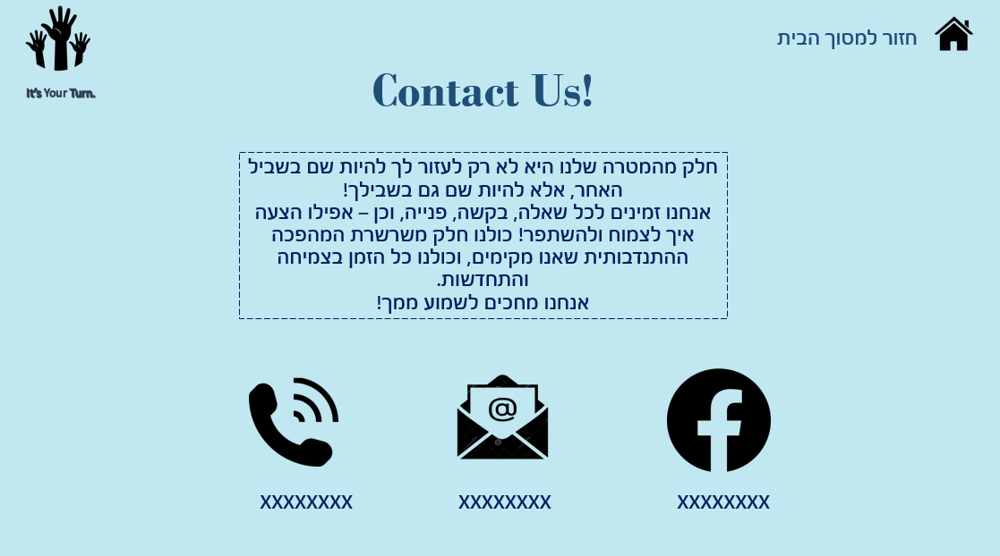 חזור למסוך הבית
It's Your Turn.
Contact Us!
חלק מהמטרה שלנו היא לא רק לעזור לך להיות שם בשביל
האחר, אלא להיות שם גם בשבילך!
אנחנו זמינים לכל שאלה, בקשה, פנייה, וכן – אפילו הצעה
איך לצמוח ולהשתפר! כולנו חלק משרשרת המהפכה
ההתנדבותית שאנו מקימים, וכולנו כל הזמן בצמיחה
והתחדשות.
אנחנו מחכים לשמוע ממך!
@
XXXXXXXX
XXXXXXXX
XXXXXXXX